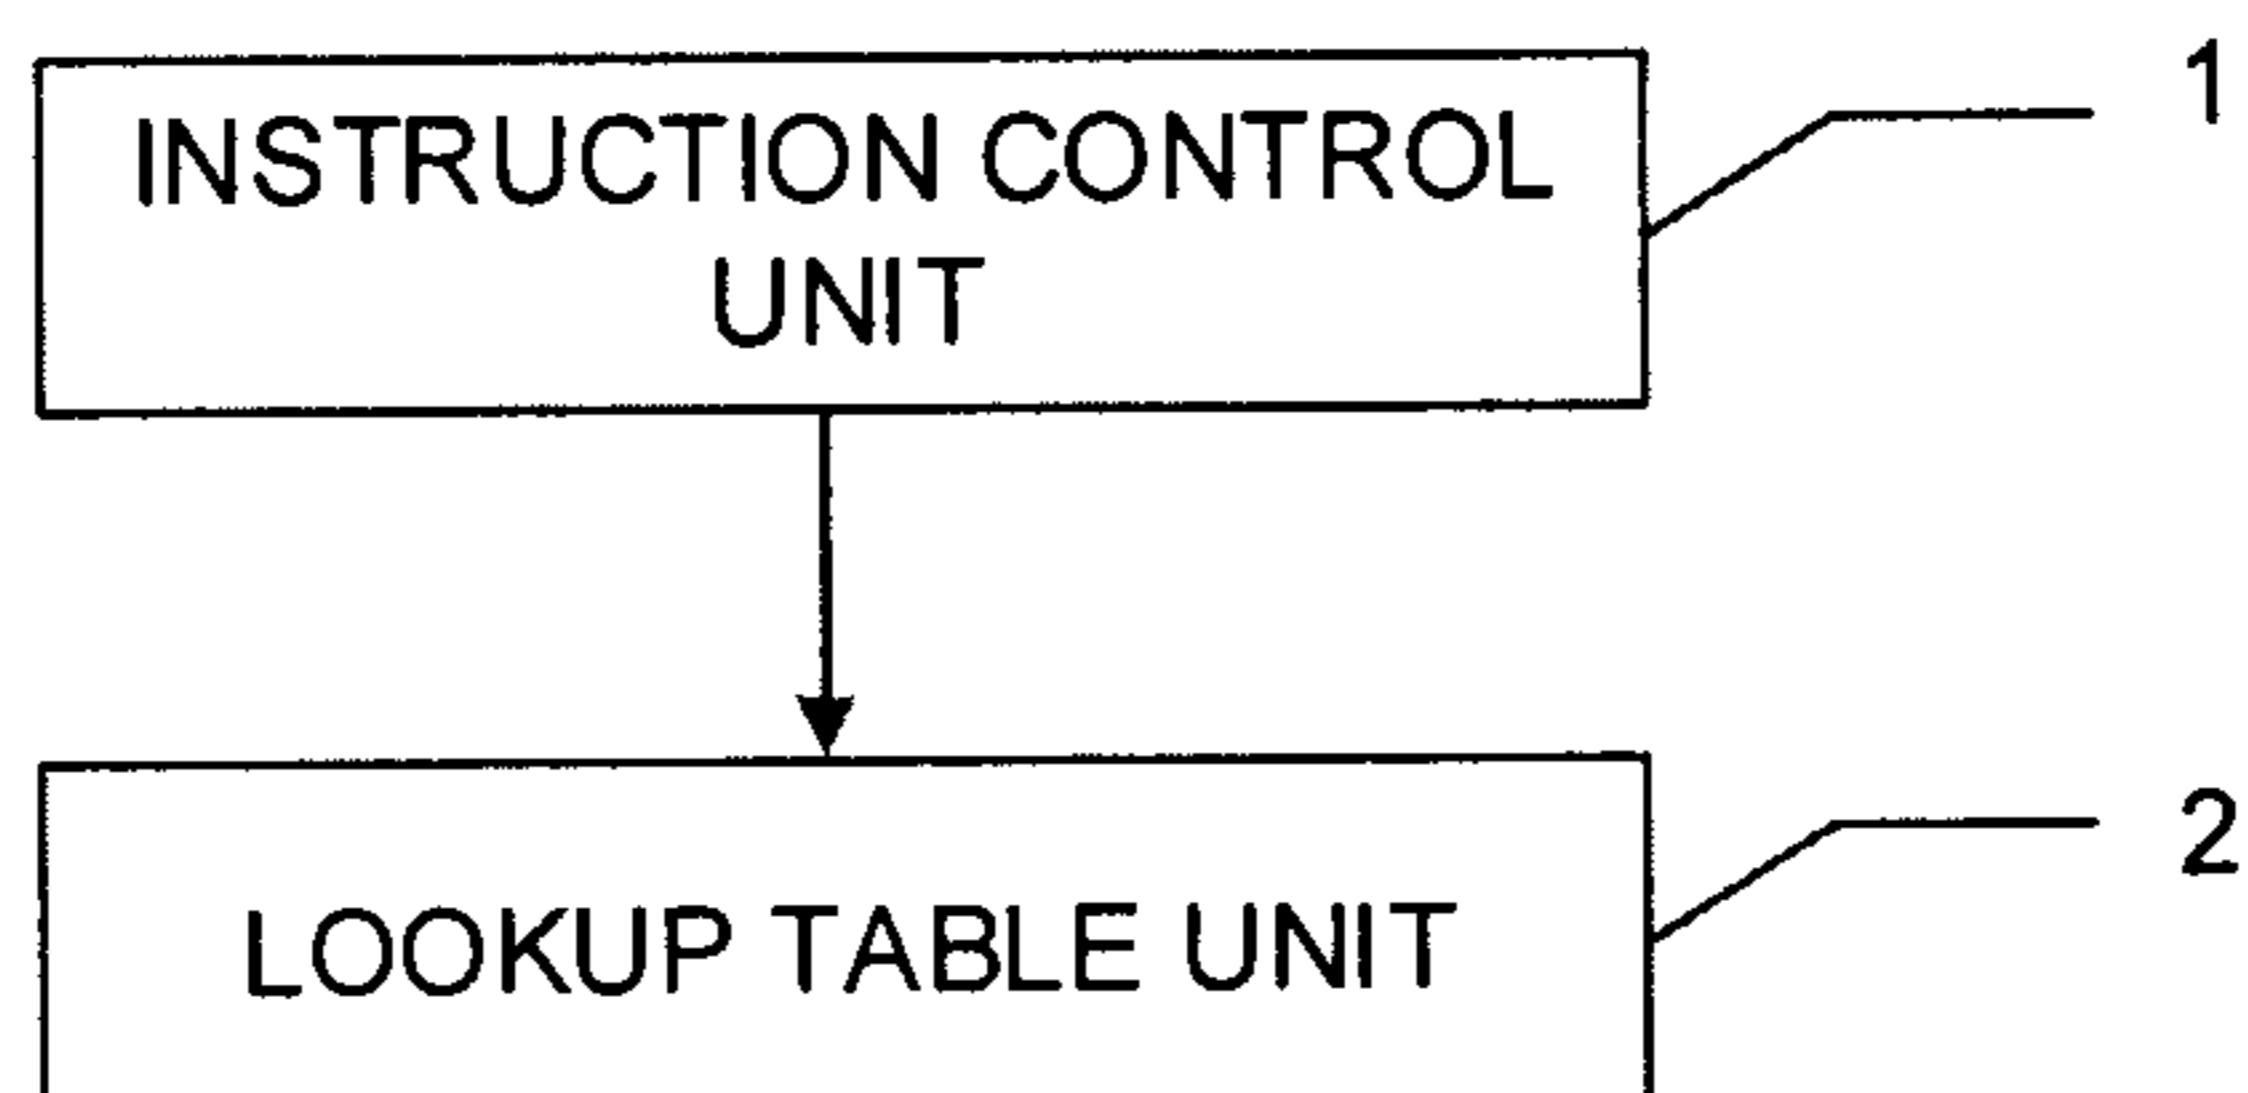 INSTRUCTION CONTROL
UNIT
1
LOOKUP TABLE UNIT
2